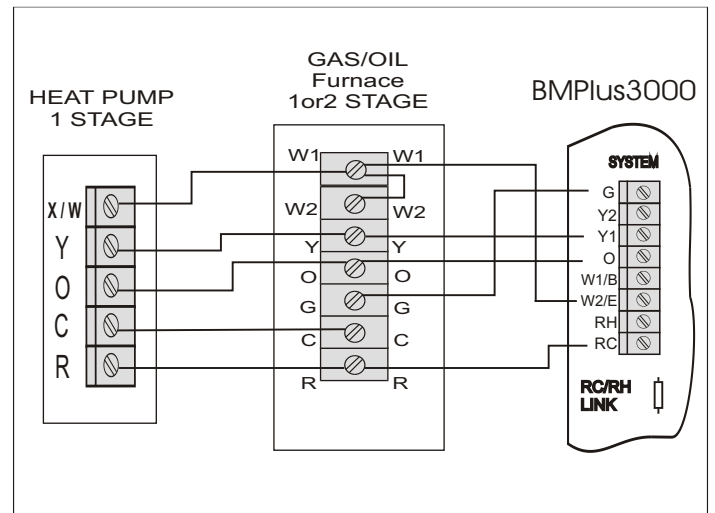 HEAT PUMP
1 STAGE
X/W
Y
O
C
R
GAS/OIL
Furnace
1or2 STAGE
W1 W1
W2 W2
Y Y
O O
G G
C C
R R
BMPlus3000
SYSTEM
G
Y2
Y1
O
W1/B
W2/E
RH
RC
RC/RH
LINK